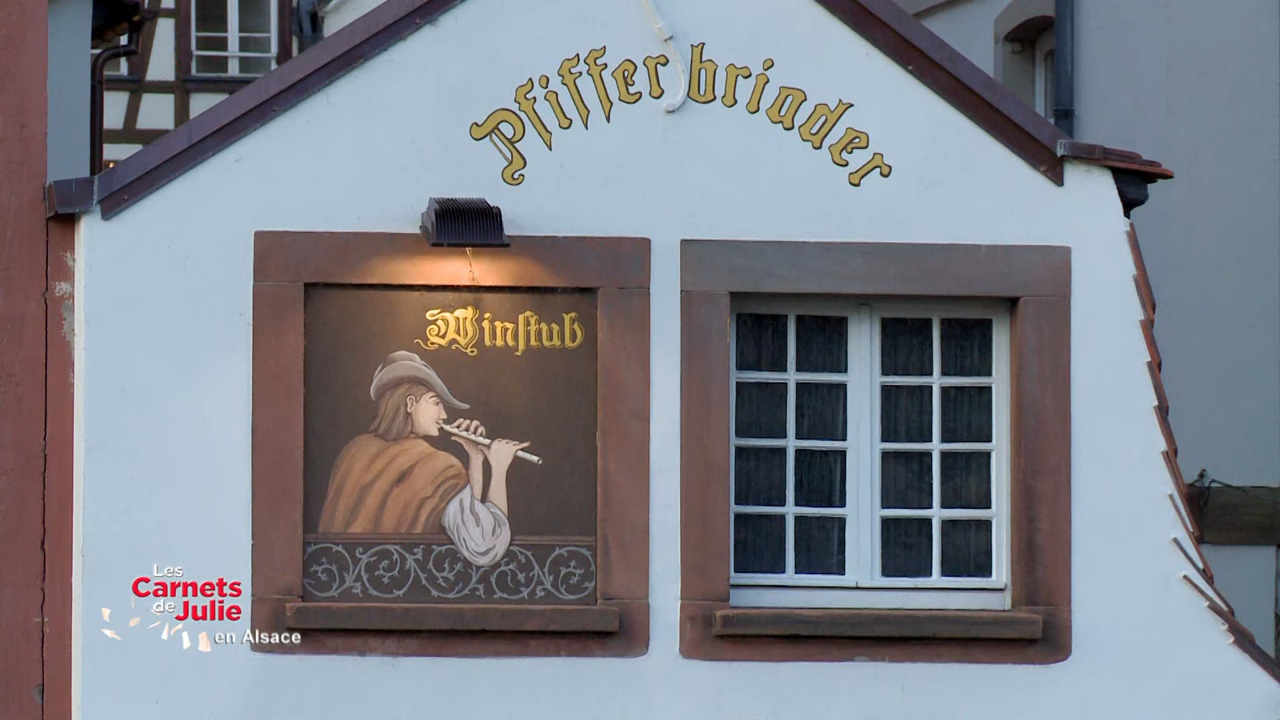 Pfifferbriader
Winstub
Les
Carnets
de Julie
en Alsace